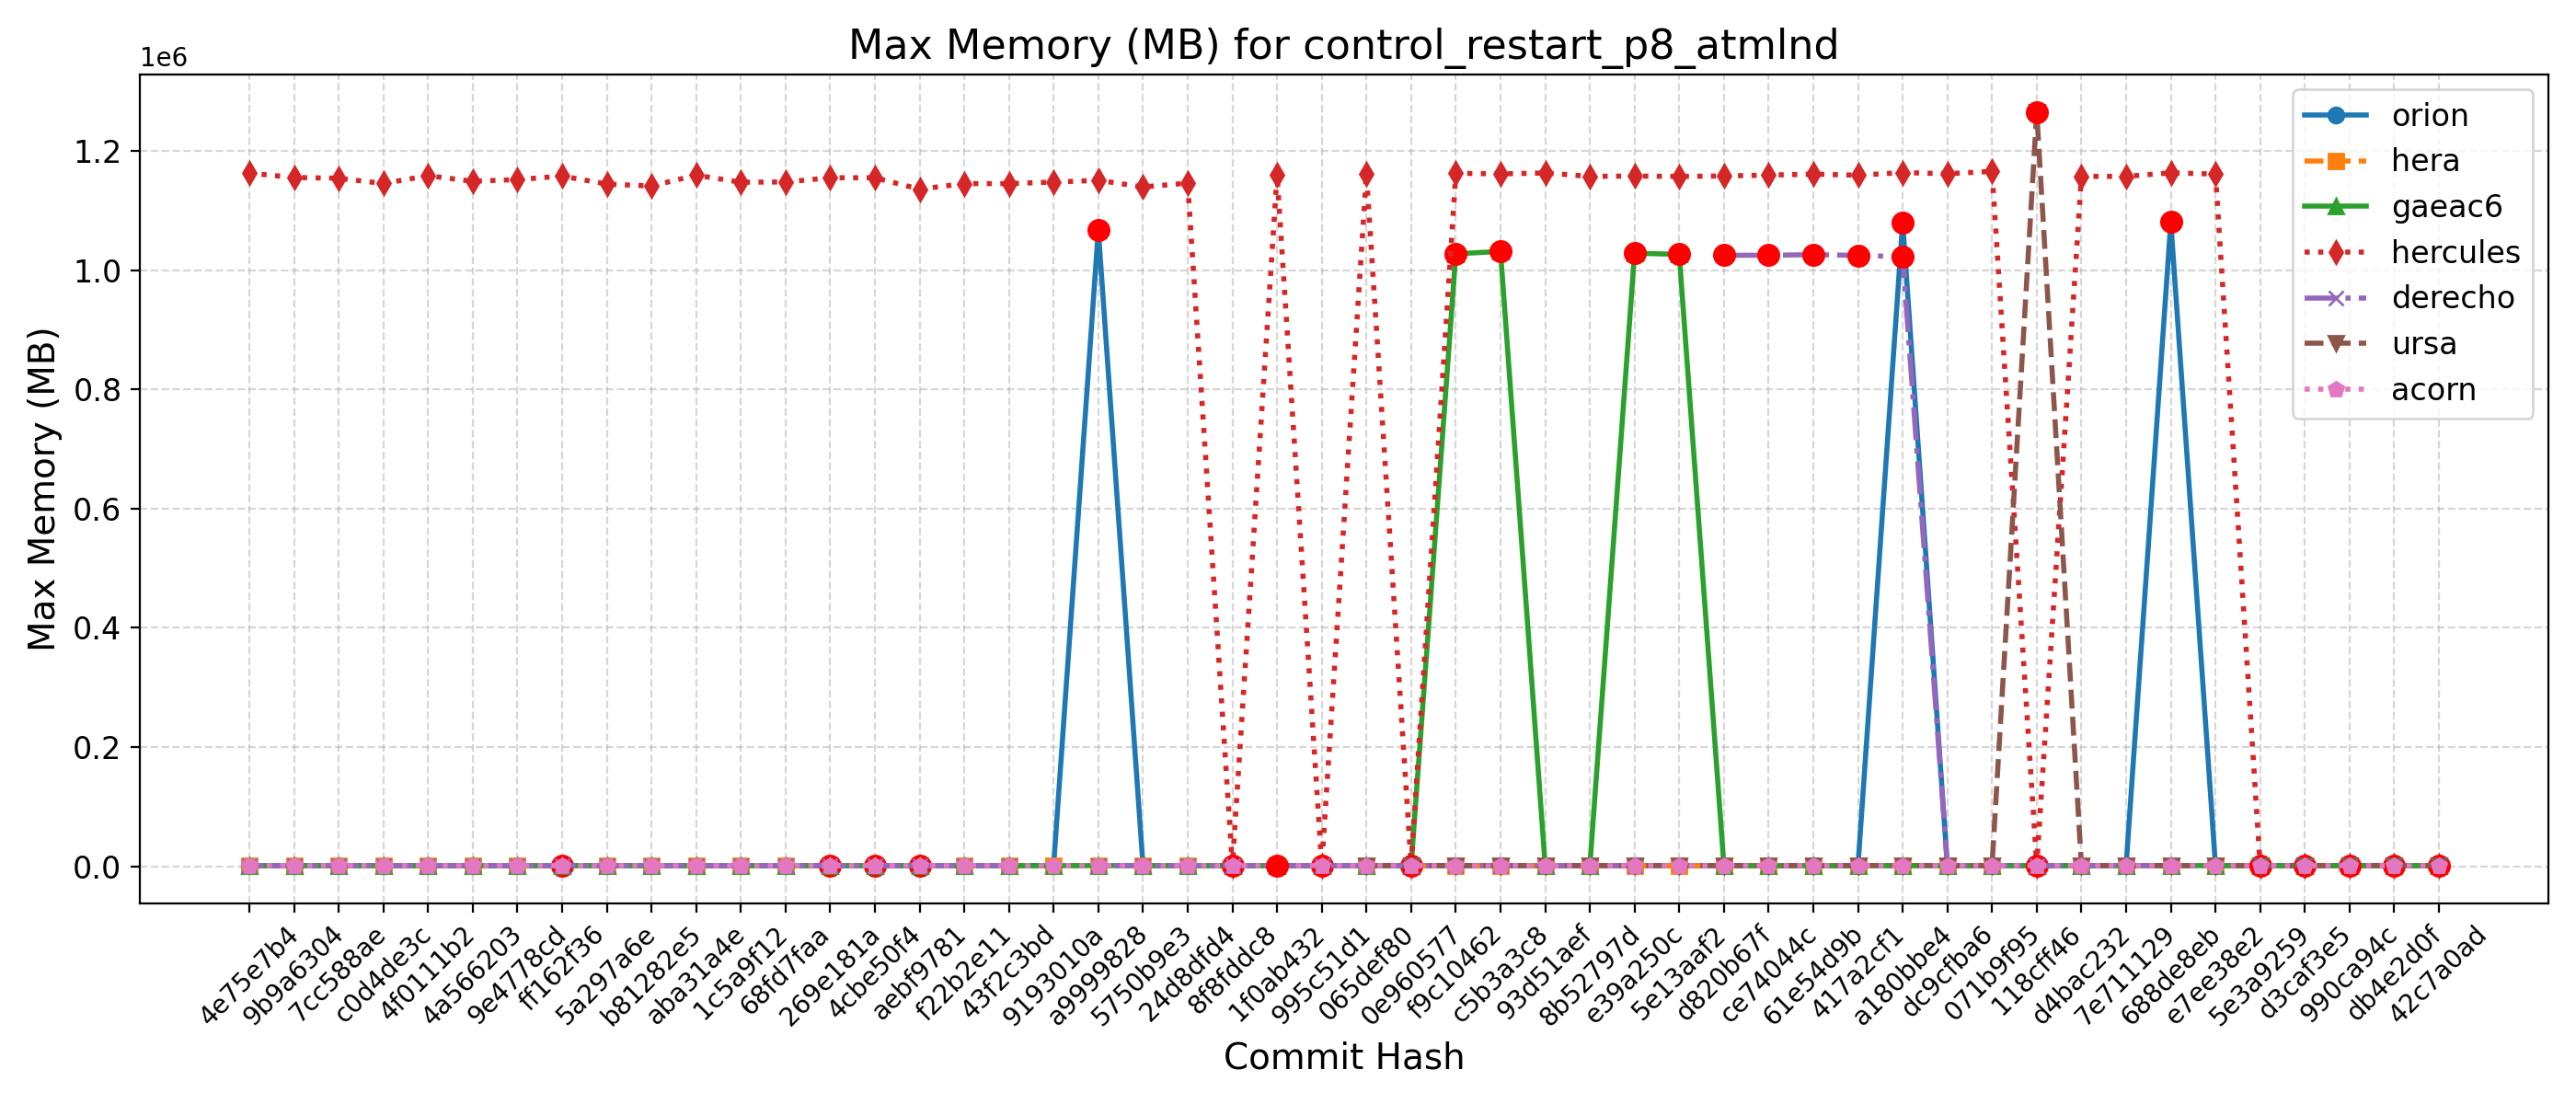 Max Memory (MB) for control_restart_p8_atmlnd
1e6
1.2
1.0
0.8
0.6
0.4
0.2
0.0
Max Memory (MB)
orion
hera
gaeac6
hercules
derecho
ursa
acorn
4e75e7b4
9b9a6304
7cc588ae
c0d4de3c
4f0111b2
4a566203
9e4778cd
ff162f36
5a297a6e
b81282e5
aba31a4e
1c5a9f12
68fd7faa
269e181a
4cbe50f4
aebf9781
f22b2e11
43f2c3bd
9193010a
a9999828
5750b9e3
24d8dfd4
8f8fddc8
1f0ab432
995c51d1
065def80
0e960577
f9c10462
c5b3a3c8
93d51aef
8b52797d
e39a250c
5e13aaf2
d820b67f
ce74044c
61e54d9b
417a2cf1
a180bbe4
dc9cfba6
071b9f95
118cff46
d4bac232
7e711129
688de8eb
e7ee38e2
5e3a9259
d3caf3e5
990ca94c
db4e2d0f
42c7a0ad
Commit Hash